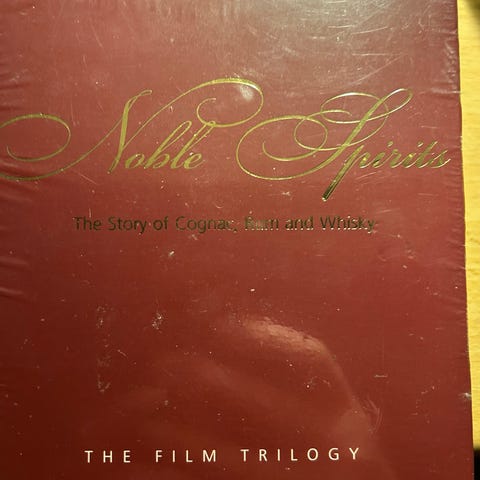 Noble Spirits
The Story of Cognac, Rum and Whisky
THE FILM TRILOGY